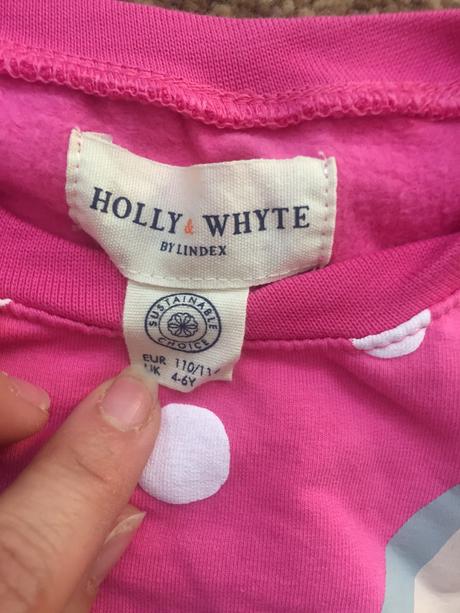 HOLLY & WHYTE
BY LINDEX
SUSTAINABLE
CHOICE
EUR 110/11
UK 4-6Y